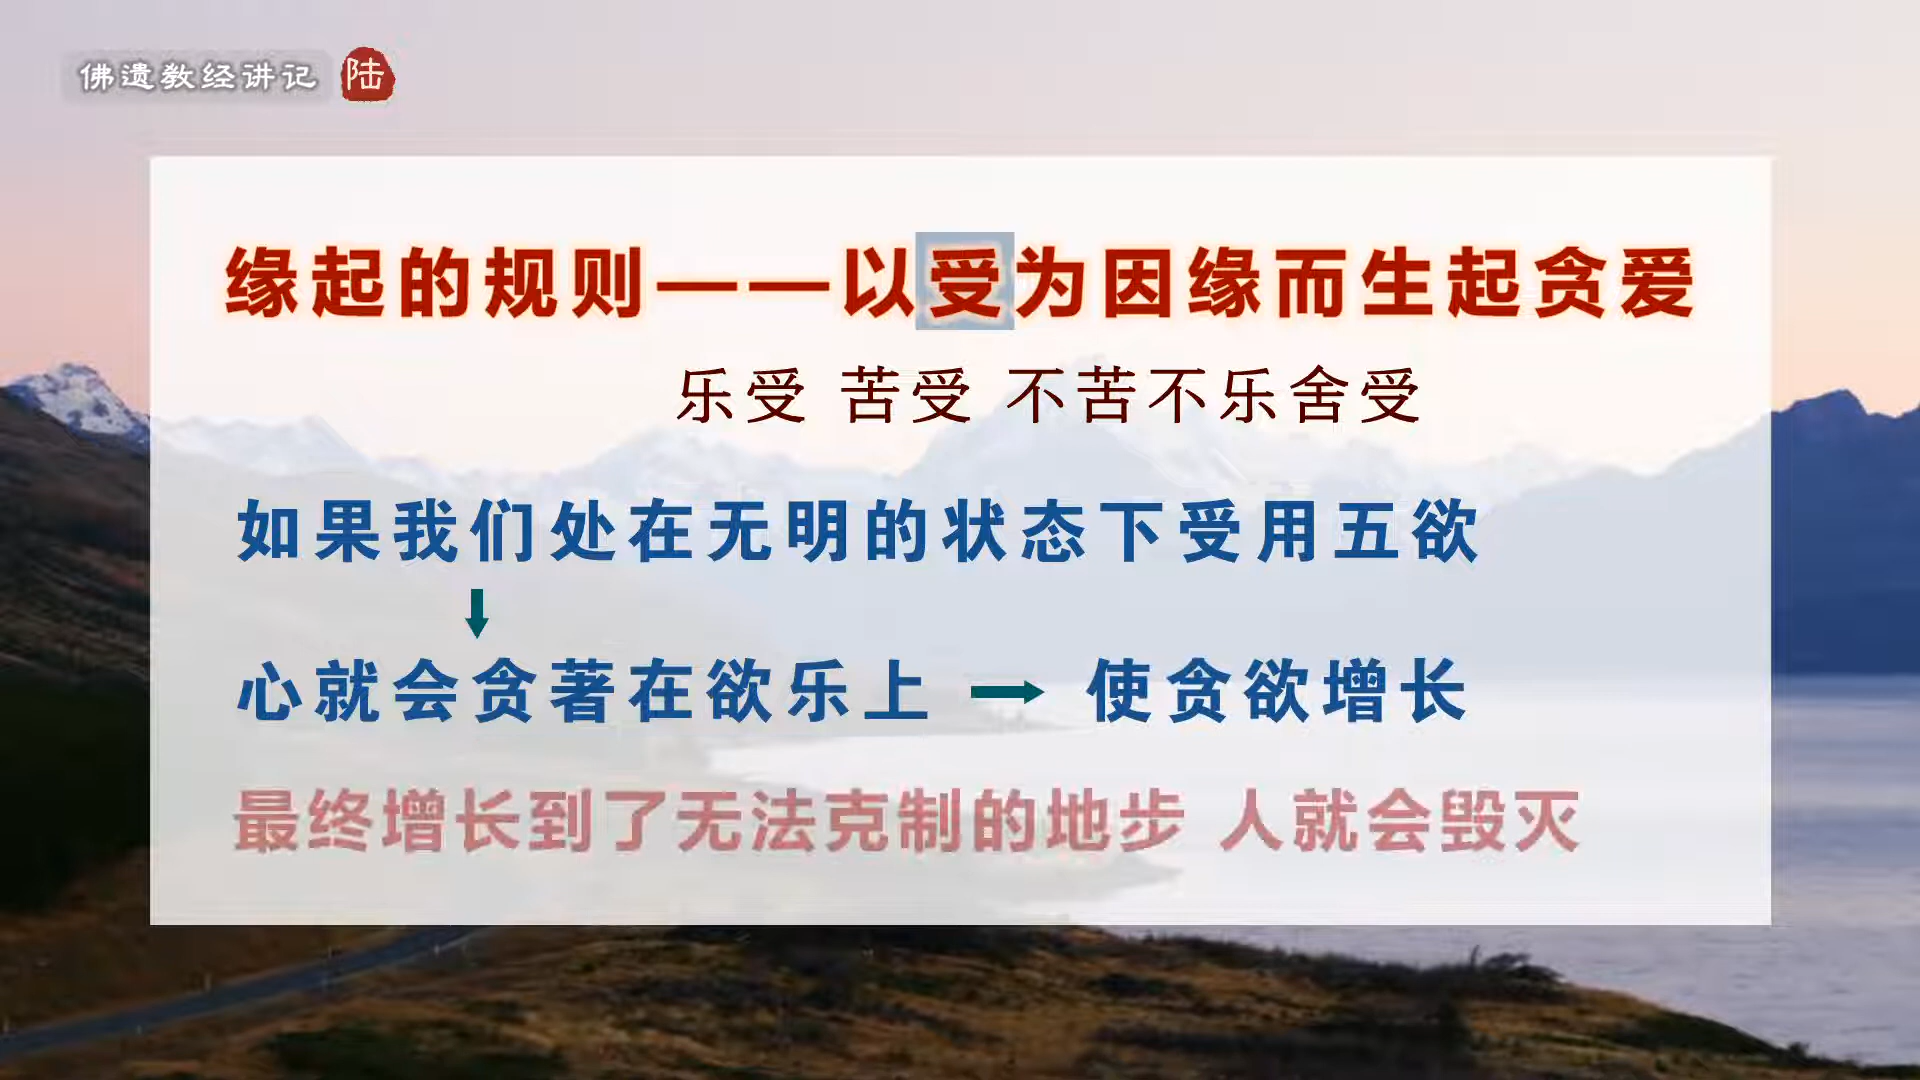 佛遗教经讲记 陆
缘起的规则——以受为因缘而生起贪爱
乐受 苦受 不苦不乐舍受
如果我们处在无明的状态下受用五欲
心就会贪著在欲乐上 → 使贪欲增长
最终增长到了无法克制的地步 人就会毁灭